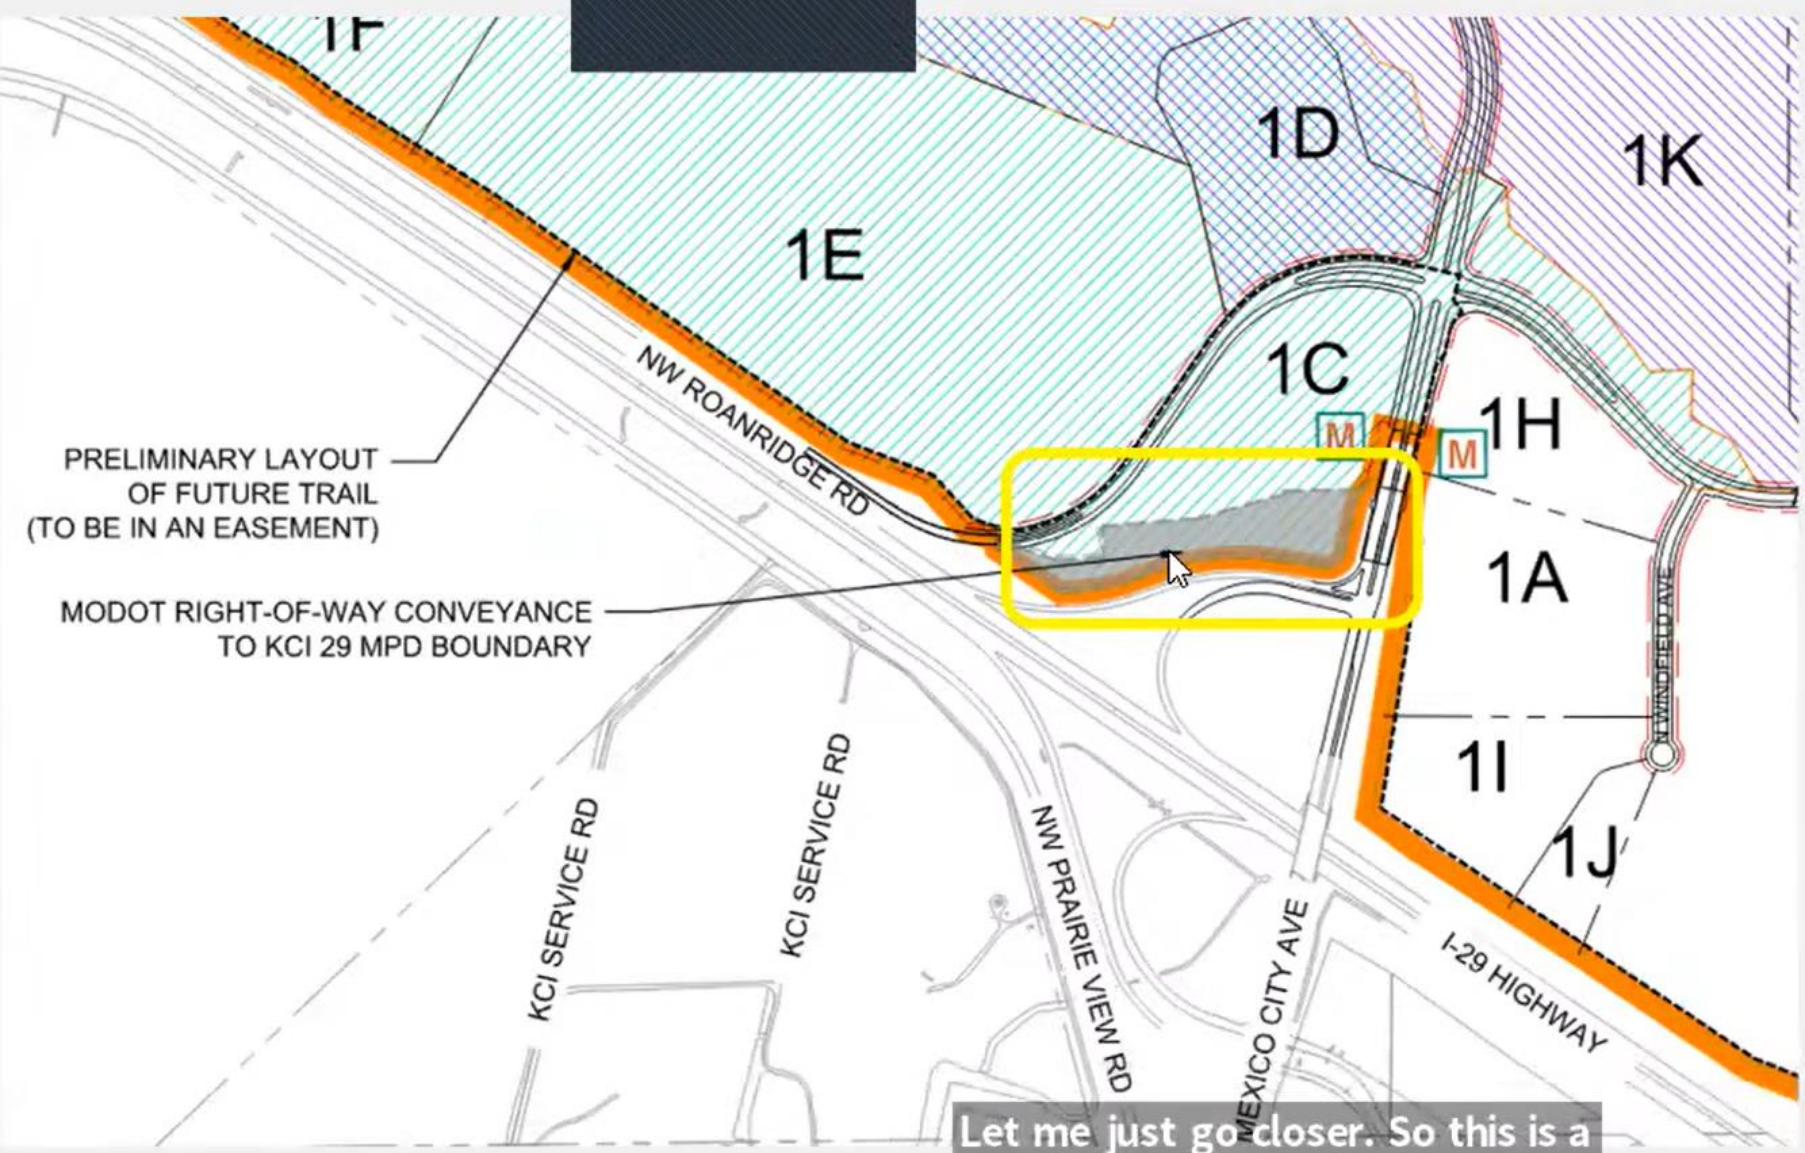 1F
1D
1K
1E
1C
1H
M
M
NW ROANRIDGE RD
PRELIMINARY LAYOUT
OF FUTURE TRAIL
(TO BE IN AN EASEMENT)
1A
MODOT RIGHT-OF-WAY CONVEYANCE
TO KCI 29 MPD BOUNDARY
N WINDFIELD AVE
1I
1J
KCI SERVICE RD
KCI SERVICE RD
NW PRAIRIE VIEW RD
MEXICO CITY AVE
I-29 HIGHWAY
Let me just go closer. So this is a